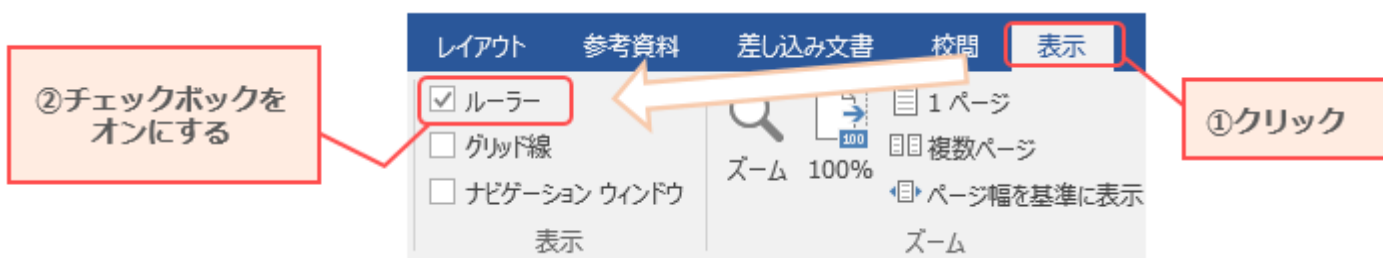 レイアウト 参考資料 差し込み文書 校閲 表示
②チェックボックを
オンにする
①クリック
ルーラー
グリッド線
ナビゲーション ウィンドウ
表示
ズーム
100
100%
1 ページ
複数ページ
ページ幅を基準に表示
ズーム